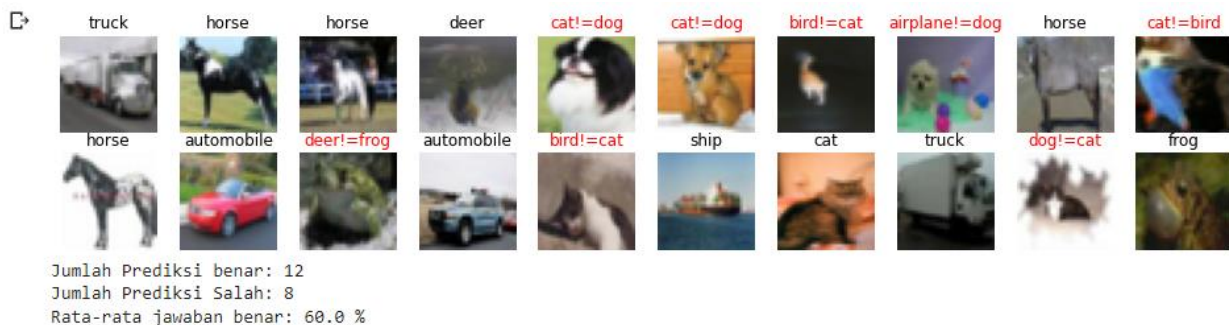 truck horse horse deer cat!=dog cat!=dog bird!=cat airplane!=dog horse cat!=bird
horse automobile deer!=frog automobile bird!=cat ship cat truck dog!=cat frog
Jumlah Prediksi benar: 12
Jumlah Prediksi Salah: 8
Rata-rata jawaban benar: 60.0 %